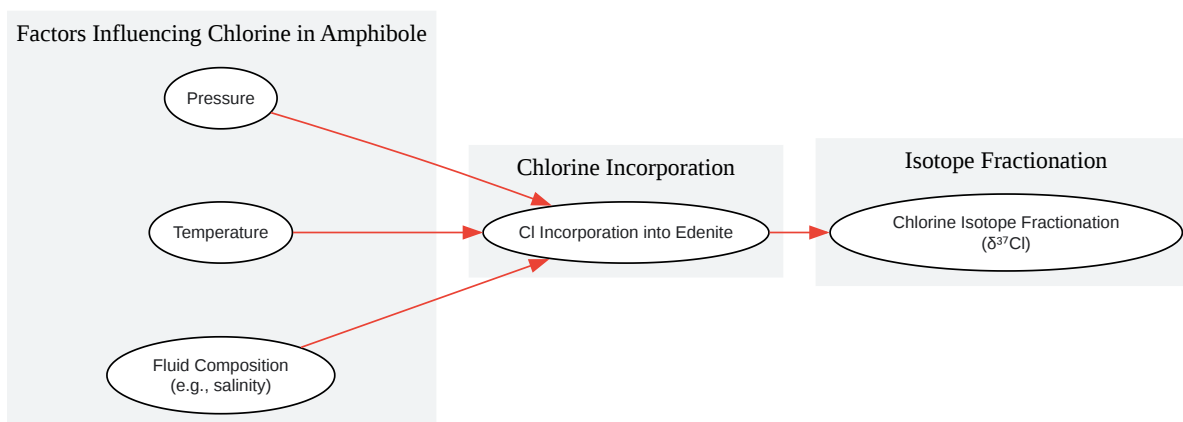 Factors Influencing Chlorine in Amphibole
Pressure
Temperature
Fluid Composition
(e.g., salinity)
Chlorine Incorporation
Cl Incorporation into Edenite
Isotope Fractionation
Chlorine Isotope Fractionation
(δ³⁷Cl)